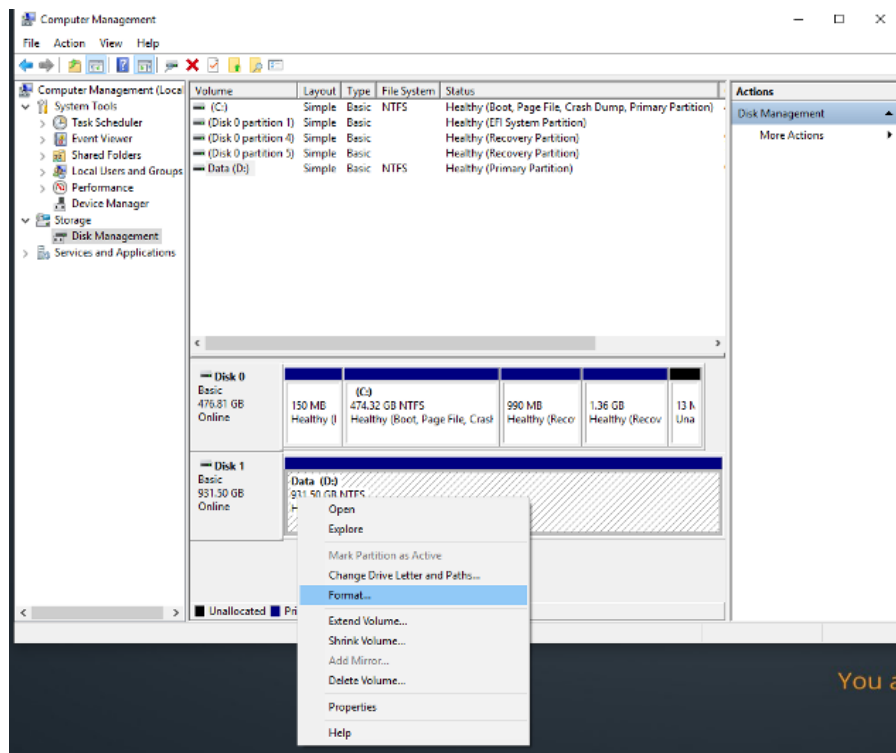 Computer Management
File Action View Help
Computer Management (Local
System Tools
Task Scheduler
Event Viewer
Shared Folders
Local Users and Groups
Performance
Device Manager
Storage
Disk Management
Services and Applications
Volume Layout Type File System Status
(C:) Simple Basic NTFS Healthy (Boot, Page File, Crash Dump, Primary Partition)
(Disk 0 partition 1) Simple Basic Healthy (EFI System Partition)
(Disk 0 partition 4) Simple Basic Healthy (Recovery Partition)
(Disk 0 partition 5) Simple Basic Healthy (Recovery Partition)
Data (D:) Simple Basic NTFS Healthy (Primary Partition)
Actions
Disk Management
More Actions
Disk 0
Basic
476.81 GB
Online
150 MB
Healthy (I
(C:)
474.32 GB NTFS
Healthy (Boot, Page File, Crash
990 MB
Healthy (Reco
1.36 GB
Healthy (Recov
13 M
Una
Disk 1
Basic
931.50 GB
Online
Data (D:)
931.50 GB NTFS
H
Open
Explore
Mark Partition as Active
Change Drive Letter and Paths...
Format...
Extend Volume...
Shrink Volume...
Add Mirror...
Delete Volume...
Properties
Help
Unallocated Pri
You a